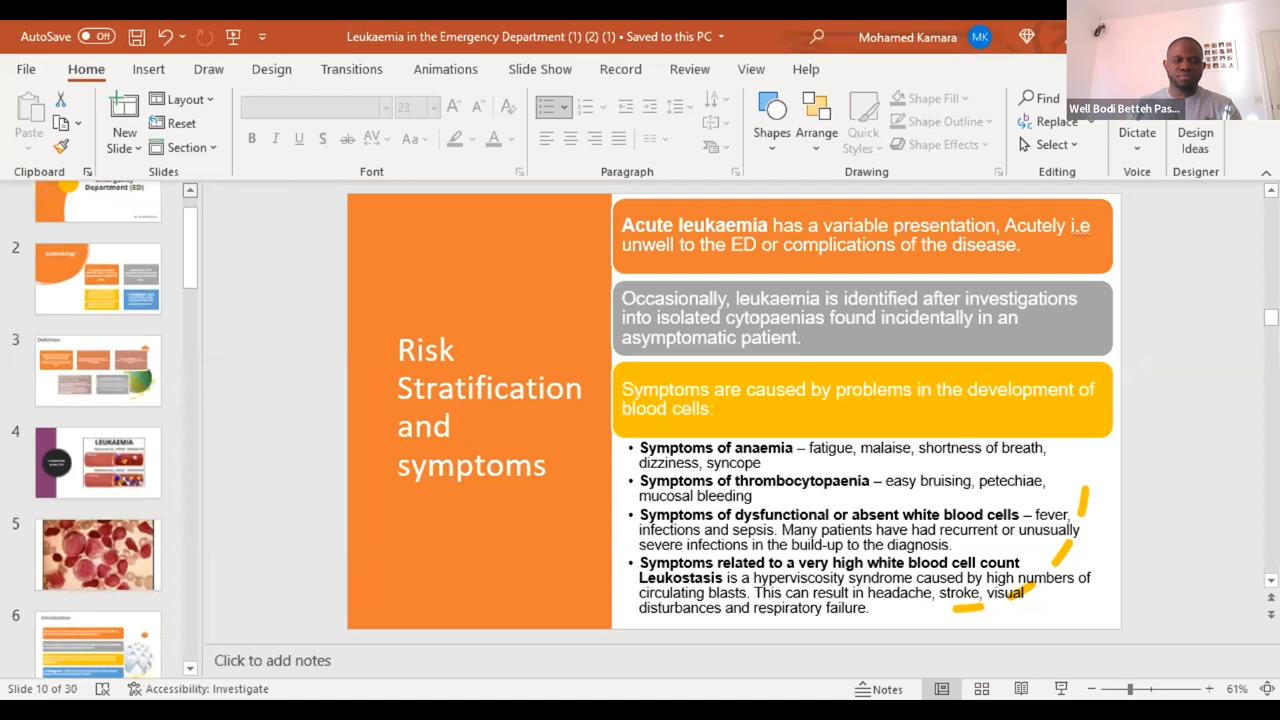 AutoSave Off
Leukaemia in the Emergency Department (1) (2) (1) • Saved to this PC
Mohamed Kamara MK
Well Bodi Betteh Pas...
File Home Insert Draw Design Transitions Animations Slide Show Record Review View Help
Paste
New Slide
Layout
Reset
Section
23
B I U S ab AV Aa A
Shapes
Arrange
Quick Styles
Shape Fill
Shape Outline
Shape Effects
Find
Replace
Select
Dictate
Design Ideas
Clipboard Slides Font Paragraph Drawing Editing Voice Designer
Department (ED)
2
Epidemiology
3
Definition
4
LEUKAEMIA
5
6
Introduction
Risk
Stratification
and
symptoms
Acute leukaemia has a variable presentation, Acutely i.e
unwell to the ED or complications of the disease.
Occasionally, leukaemia is identified after investigations
into isolated cytopaenias found incidentally in an
asymptomatic patient.
Symptoms are caused by problems in the development of
blood cells:
• Symptoms of anaemia – fatigue, malaise, shortness of breath,
dizziness, syncope
• Symptoms of thrombocytopaenia – easy bruising, petechiae,
mucosal bleeding
• Symptoms of dysfunctional or absent white blood cells – fever,
infections and sepsis. Many patients have had recurrent or unusually
severe infections in the build-up to the diagnosis.
• Symptoms related to a very high white blood cell count
Leukostasis is a hyperviscosity syndrome caused by high numbers of
circulating blasts. This can result in headache, stroke, visual
disturbances and respiratory failure.
Click to add notes
Slide 10 of 30
Accessibility: Investigate
Notes
61%